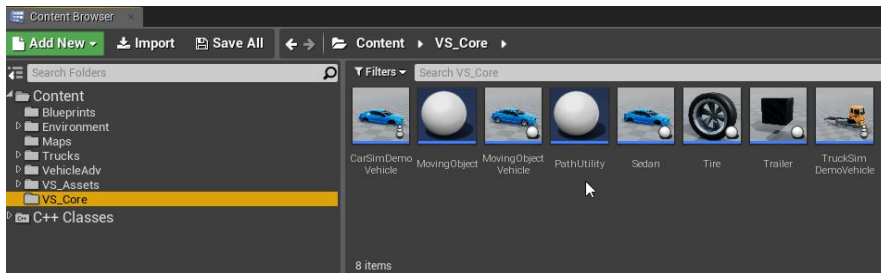 Content Browser
Add New Import Save All Content VS_Core
Search Folders
Filters Search VS_Core
Content
Blueprints
Environment
Maps
Trucks
VehicleAdv
VS_Assets
VS_Core
C++ Classes
CarSimDemo
Vehicle
MovingObject
MovingObject
Vehicle
PathUtility
Sedan
Tire
Trailer
TruckSim
DemoVehicle
8 items